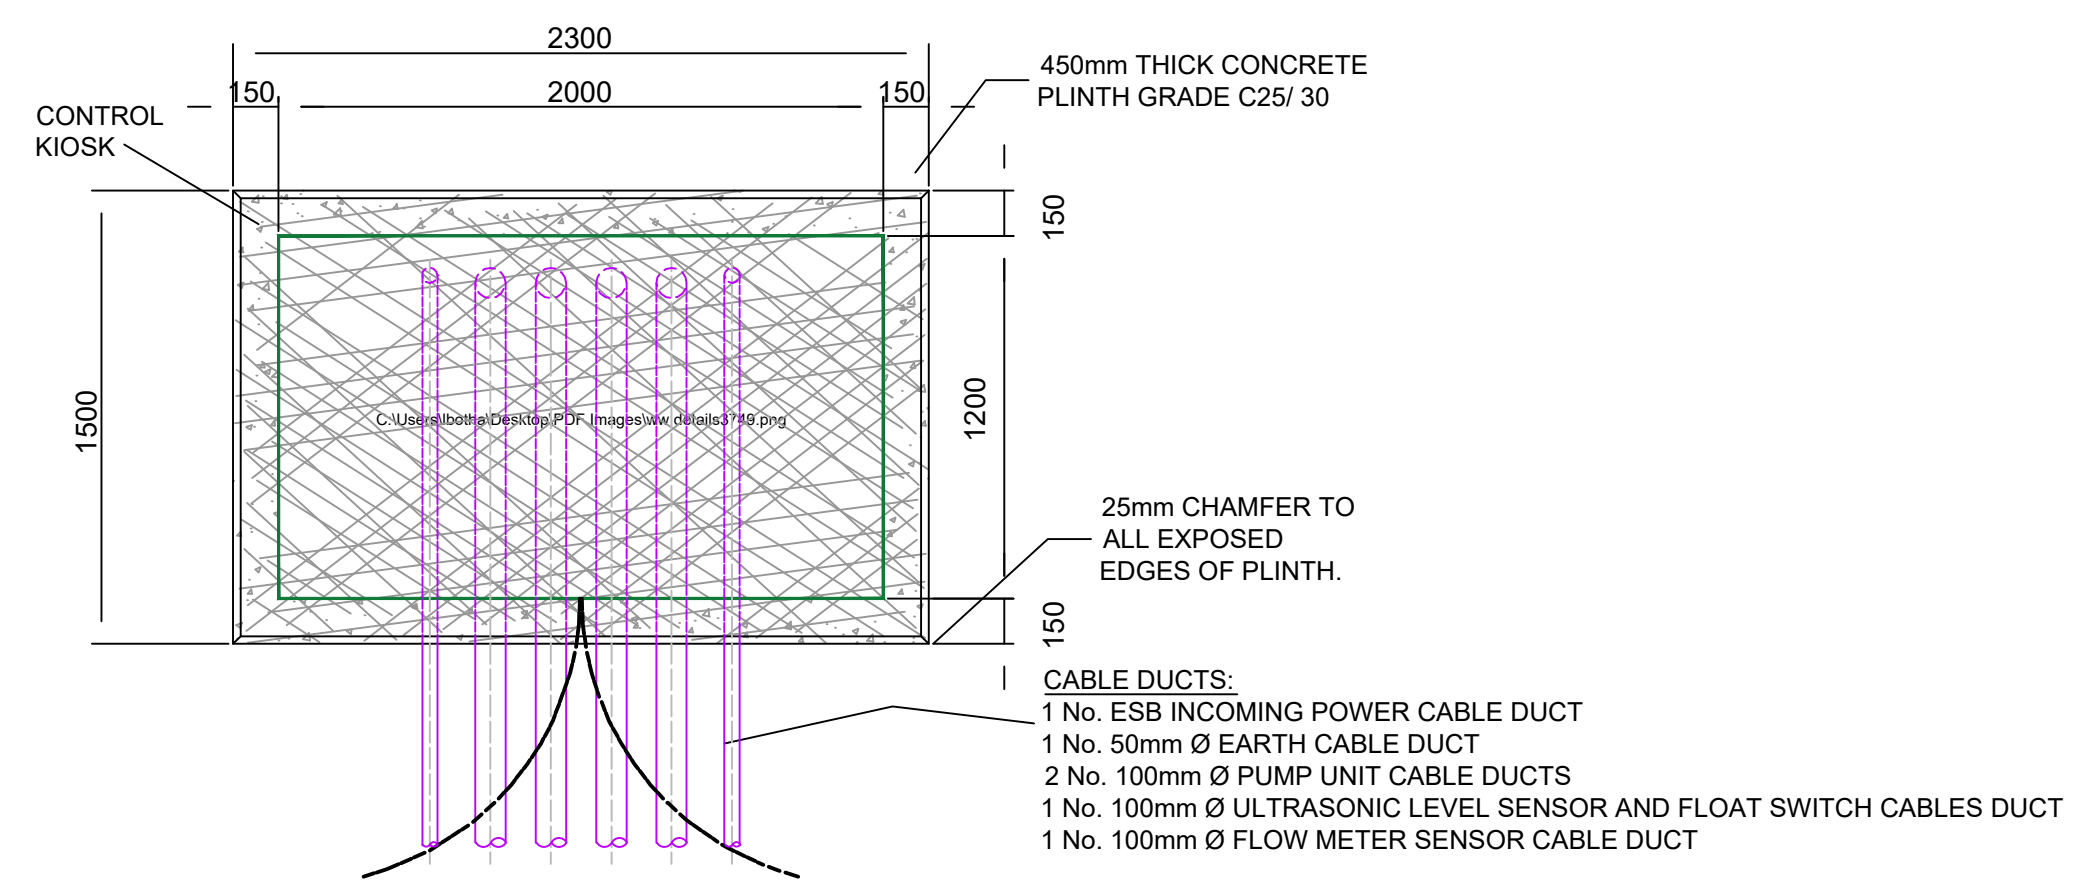 2300
150
2000
150
450mm THICK CONCRETE
PLINTH GRADE C25/ 30
CONTROL
KIOSK
150
1500
1200
C:\Users\lbotha\Desktop\PDF Images\ww details3749.png
25mm CHAMFER TO
ALL EXPOSED
EDGES OF PLINTH.
150
CABLE DUCTS:
1 No. ESB INCOMING POWER CABLE DUCT
1 No. 50mm Ø EARTH CABLE DUCT
2 No. 100mm Ø PUMP UNIT CABLE DUCTS
1 No. 100mm Ø ULTRASONIC LEVEL SENSOR AND FLOAT SWITCH CABLES DUCT
1 No. 100mm Ø FLOW METER SENSOR CABLE DUCT